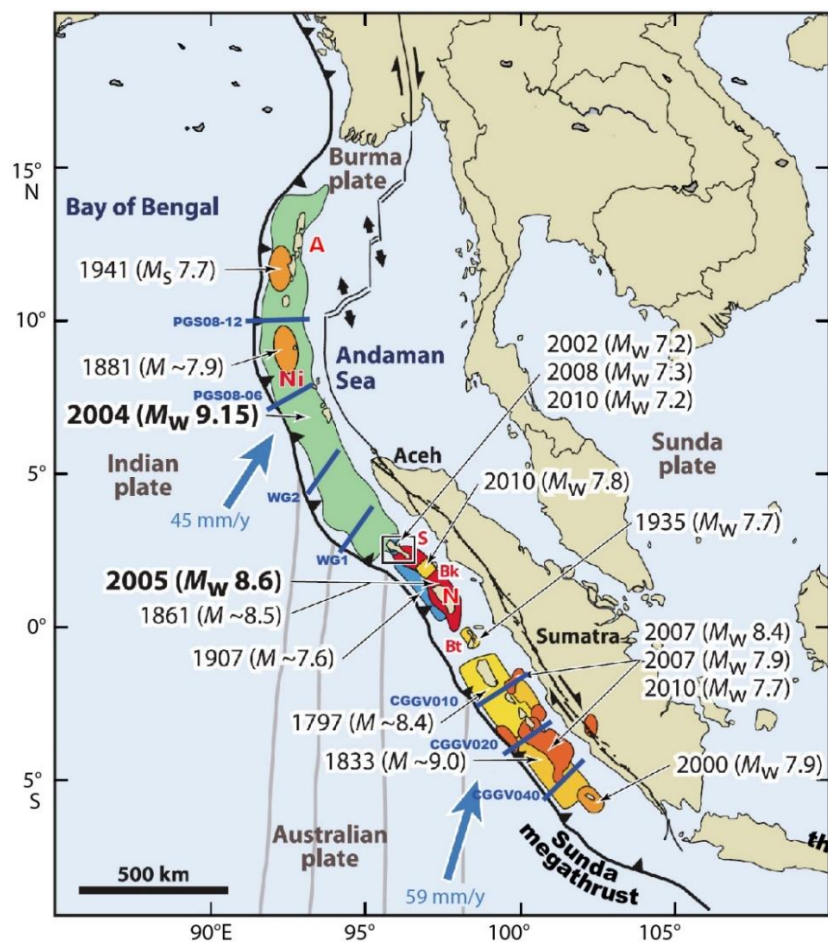 15°
N
10°
5°
0°
5°
S
90°E
95°
100°
105°
Burma
plate
Bay of Bengal
A
1941 (MS 7.7)
PGS08-12
1881 (M ~7.9)
Ni
PGS08-06
2004 (Mw 9.15)
Andaman
Sea
2002 (Mw 7.2)
2008 (Mw 7.3)
2010 (Mw 7.2)
Sunda
plate
Indian
plate
45 mm/y
WG2
WG1
Aceh
2010 (Mw 7.8)
1935 (Mw 7.7)
S
Bk
N
Bt
2005 (Mw 8.6)
1861 (M ~8.5)
1907 (M ~7.6)
Sumatra
2007 (Mw 8.4)
2007 (Mw 7.9)
2010 (Mw 7.7)
CGGV010
1797 (M ~8.4)
CGGV020
1833 (M ~9.0)
CGGV040
2000 (Mw 7.9)
Australian
plate
59 mm/y
Sunda
megathrust
th
500 km